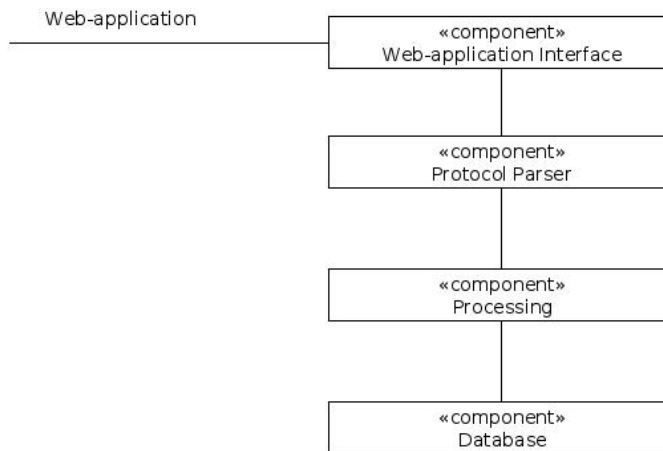 Web-application
«component»
Web-application Interface
«component»
Protocol Parser
«component»
Processing
«component»
Database